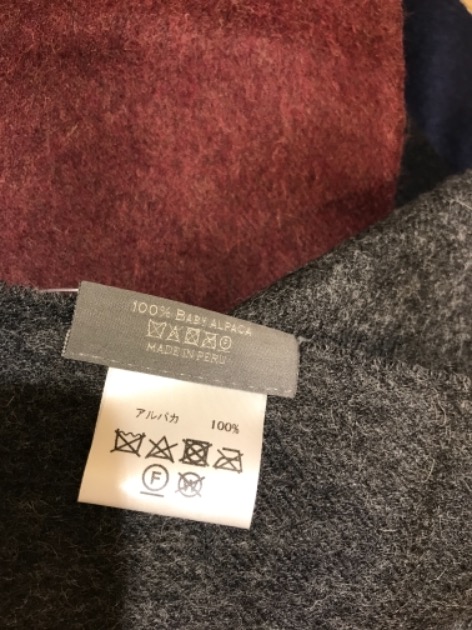 100% BABY ALPACA
MADE IN PERU
アルパカ 100%
F
W